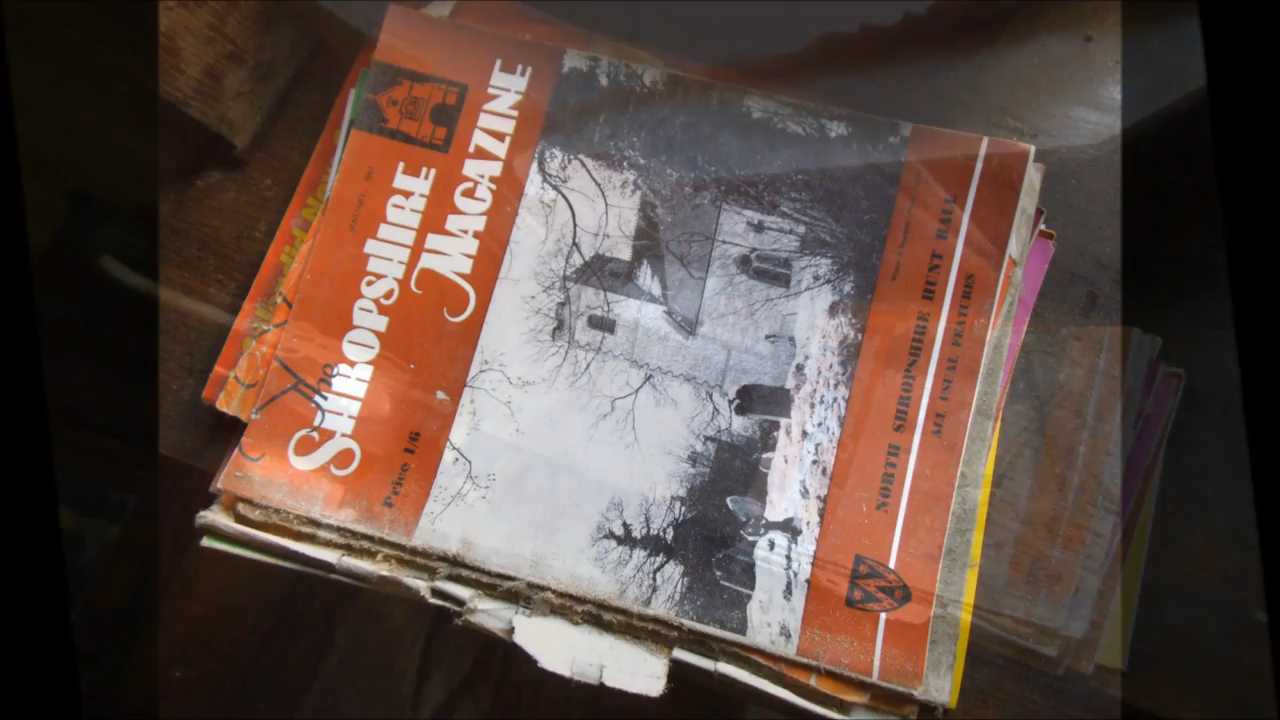 The
SHROPSHIRE
MAGAZINE
Price 1/6
NORTH SHROPSHIRE HUNT BALL
ALL USUAL FEATURES